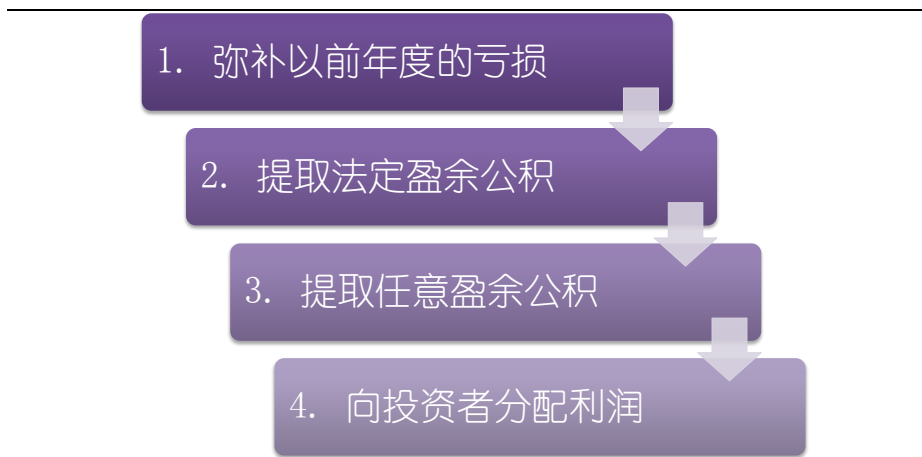 1. 弥补以前年度的亏损
2. 提取法定盈余公积
3. 提取任意盈余公积
4. 向投资者分配利润